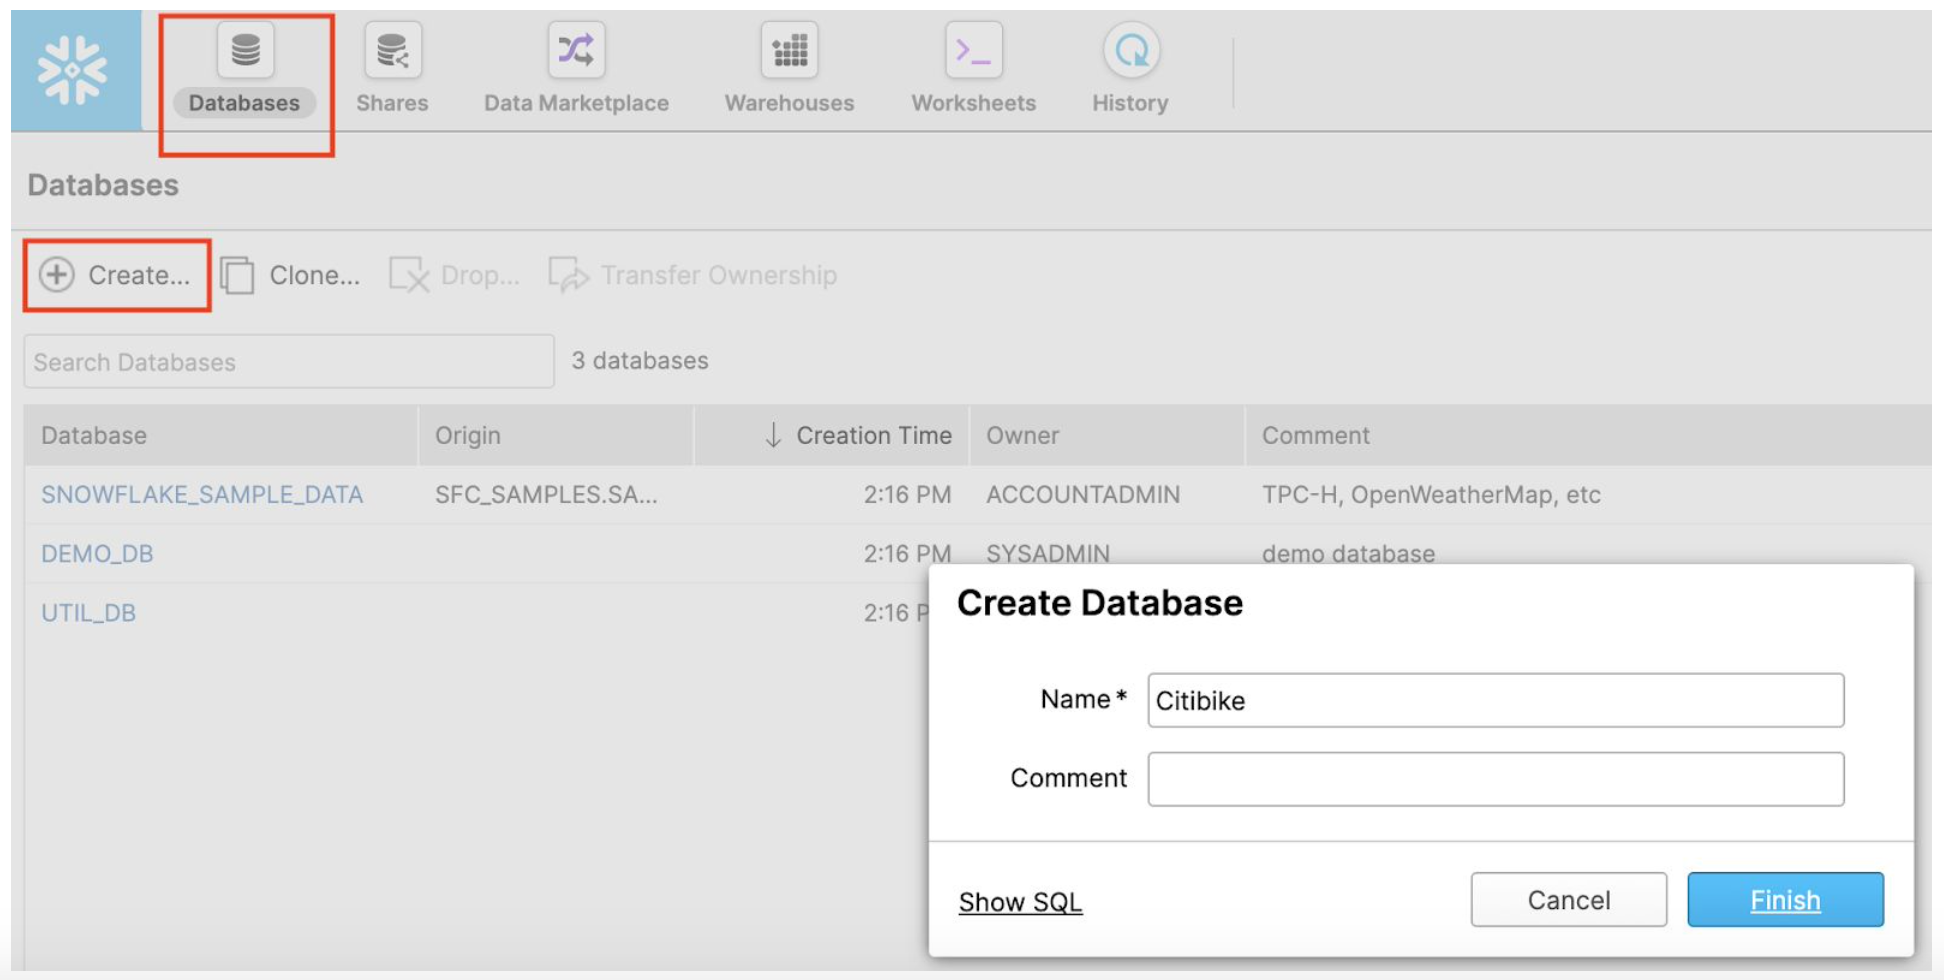 Databases
Shares
Data Marketplace
Warehouses
Worksheets
History
Databases
Create...
Clone...
Drop...
Transfer Ownership
Search Databases
3 databases
Database Origin ↓ Creation Time Owner Comment
SNOWFLAKE_SAMPLE_DATA SFC_SAMPLES.SA... 2:16 PM ACCOUNTADMIN TPC-H, OpenWeatherMap, etc
DEMO_DB 2:16 PM SYSADMIN demo database
UTIL_DB 2:16 P
Create Database
Name* Citibike
Comment
Show SQL
Cancel
Finish